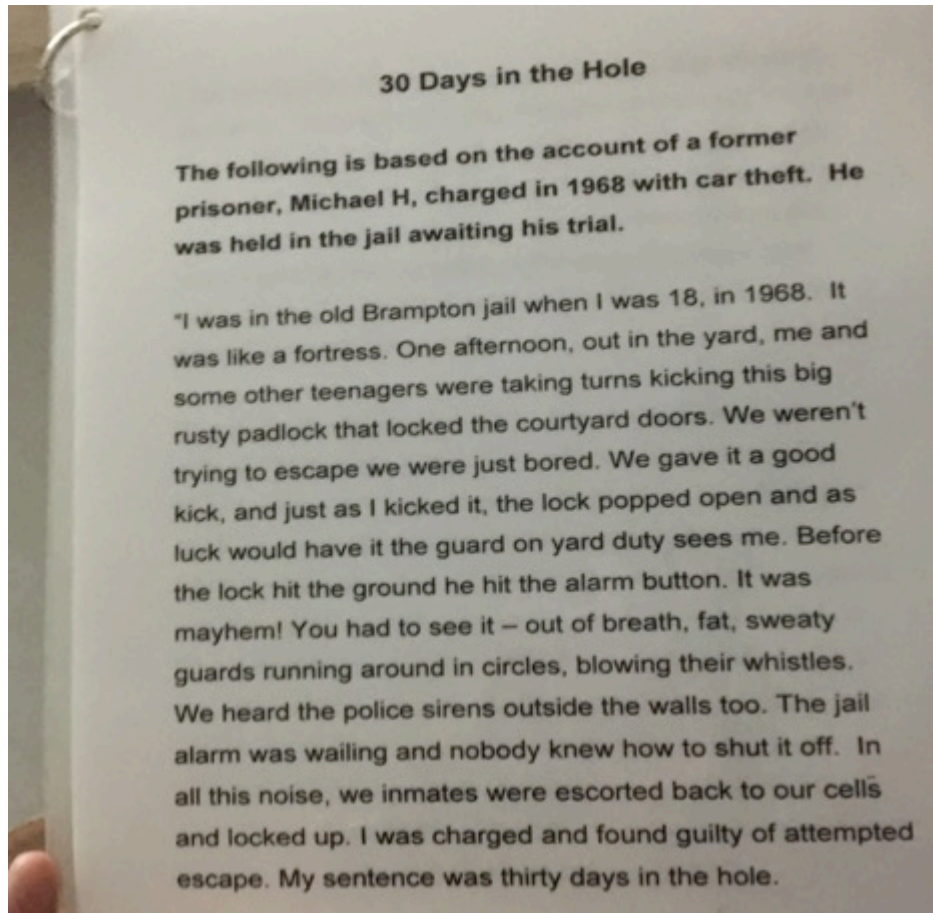 30 Days in the Hole
The following is based on the account of a former
prisoner, Michael H, charged in 1968 with car theft.  He
was held in the jail awaiting his trial.
"I was in the old Brampton jail when I was 18, in 1968.  It
was like a fortress. One afternoon, out in the yard, me and
some other teenagers were taking turns kicking this big
rusty padlock that locked the courtyard doors. We weren't
trying to escape we were just bored. We gave it a good
kick, and just as I kicked it, the lock popped open and as
luck would have it the guard on yard duty sees me. Before
the lock hit the ground he hit the alarm button. It was
mayhem! You had to see it – out of breath, fat, sweaty
guards running around in circles, blowing their whistles.
We heard the police sirens outside the walls too. The jail
alarm was wailing and nobody knew how to shut it off.  In
all this noise, we inmates were escorted back to our cells
and locked up. I was charged and found guilty of attempted
escape. My sentence was thirty days in the hole.